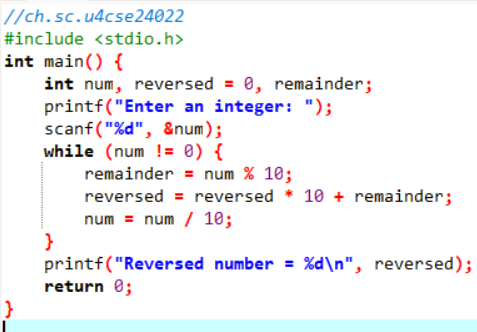 //ch.sc.u4cse24022
#include <stdio.h>
int main() {
    int num, reversed = 0, remainder;
    printf("Enter an integer: ");
    scanf("%d", &num);
    while (num != 0) {
        remainder = num % 10;
        reversed = reversed * 10 + remainder;
        num = num / 10;
    }
    printf("Reversed number = %d\n", reversed);
    return 0;
}